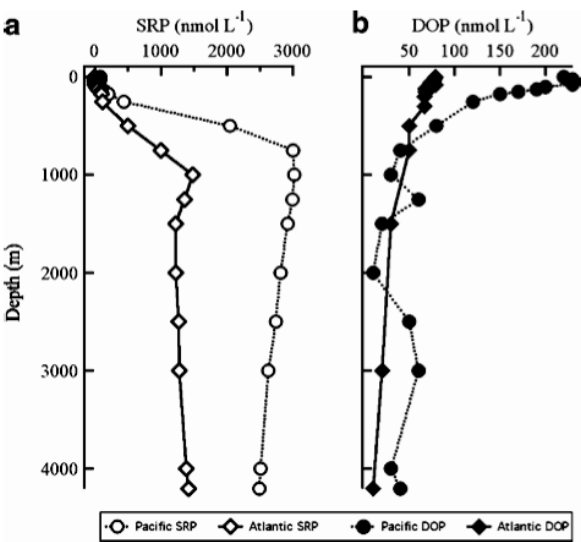 a SRP (nmol L⁻¹) b DOP (nmol L⁻¹)
0 1000 2000 3000 50 100 150 200
0
1000
2000
3000
4000
Depth (m)
Pacific SRP Atlantic SRP Pacific DOP Atlantic DOP